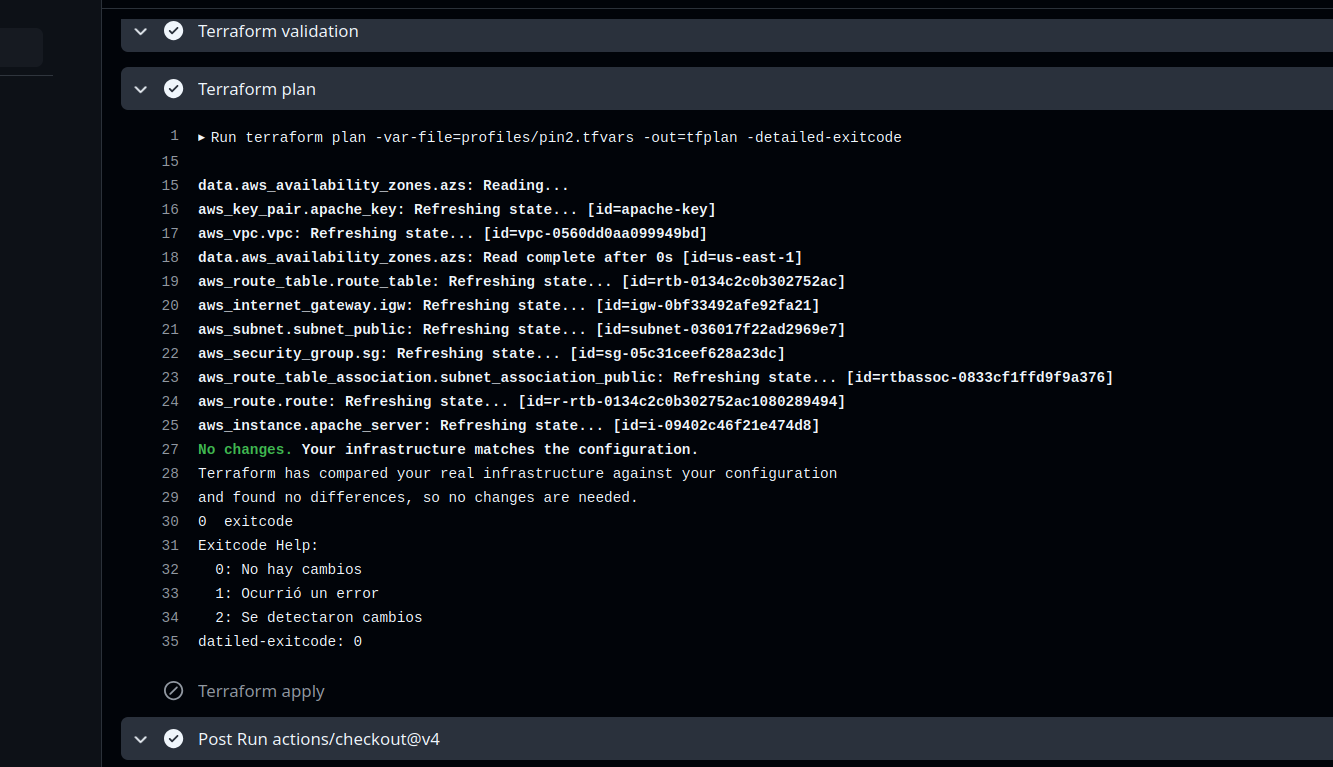 Terraform validation
Terraform plan
1 ▸ Run terraform plan -var-file=profiles/pin2.tfvars -out=tfplan -detailed-exitcode
15
15 data.aws_availability_zones.azs: Reading...
16 aws_key_pair.apache_key: Refreshing state... [id=apache-key]
17 aws_vpc.vpc: Refreshing state... [id=vpc-0560dd0aa099949bd]
18 data.aws_availability_zones.azs: Read complete after 0s [id=us-east-1]
19 aws_route_table.route_table: Refreshing state... [id=rtb-0134c2c0b302752ac]
20 aws_internet_gateway.igw: Refreshing state... [id=igw-0bf33492afe92fa21]
21 aws_subnet.subnet_public: Refreshing state... [id=subnet-036017f22ad2969e7]
22 aws_security_group.sg: Refreshing state... [id=sg-05c31ceef628a23dc]
23 aws_route_table_association.subnet_association_public: Refreshing state... [id=rtbassoc-0833cf1ffd9f9a376]
24 aws_route.route: Refreshing state... [id=r-rtb-0134c2c0b302752ac1080289494]
25 aws_instance.apache_server: Refreshing state... [id=i-09402c46f21e474d8]
27 No changes. Your infrastructure matches the configuration.
28 Terraform has compared your real infrastructure against your configuration
29 and found no differences, so no changes are needed.
30 0  exitcode
31 Exitcode Help:
32   0: No hay cambios
33   1: Ocurrió un error
34   2: Se detectaron cambios
35 datiled-exitcode: 0
Terraform apply
Post Run actions/checkout@v4